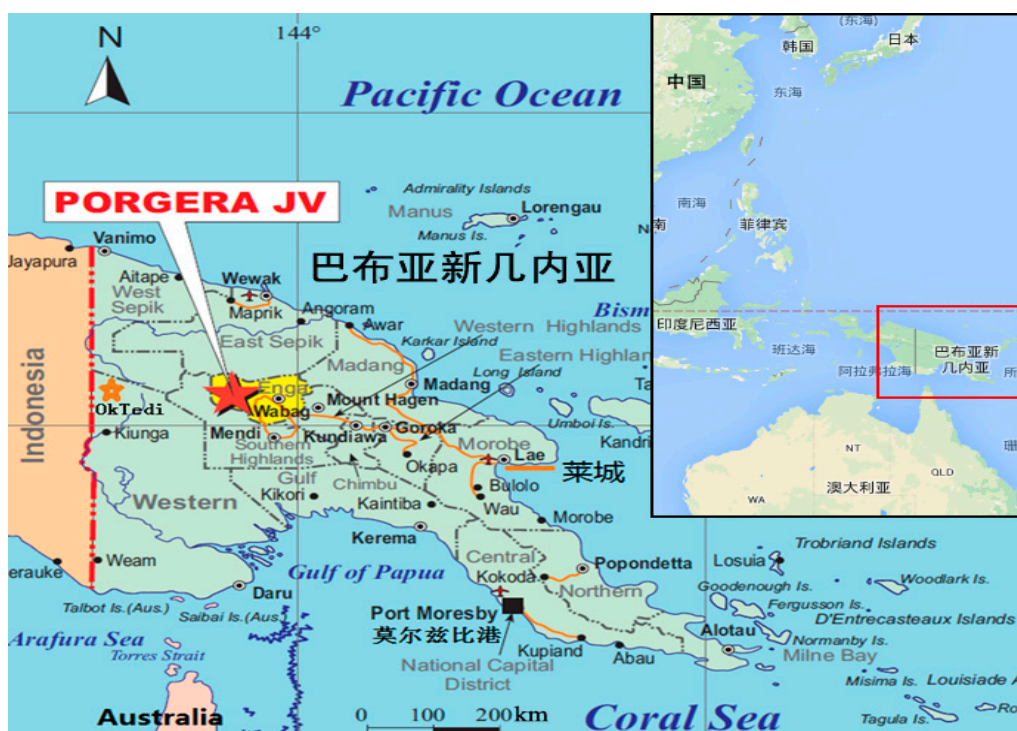 N
144°
Pacific Ocean
PORGERA JV
Admirality Islands
Manus
Lorengau
Manus Is.
Vanimo
Jayapura
Aitape
West
Sepik
Wewak
Maprik
巴布亚新几内亚
Angoram
Bism
East Sepik
Awar
Western Highlands
Karkar Island
Eastern Highlan
Madang
Long Island
Madang
Indonesia
OkTedi
Enga
Wabag
Mount Hagen
Umboi Is.
Kiunga
Mendi
Kundiawa
Goroka
Kandri
Southern
Highlands
Morobe
Lae
Okapa
莱城
Gulf
Chimbu
Bulolo
Western
Kikori
Kaintiba
Wau
Morobe
Kerema
Central
Weam
Gulf of Papua
Popondetta
Trobriand Islands
Losuia
erauke
Kokoda
Northern
Goodenough Is.
Woodlark Is.
Daru
Port Moresby
Fergusson Is.
Talbot Is.(Aus.)
Saibai Is.(Aus.)
莫尔兹比港
D'Entrecasteaux Islands
Arafura Sea
Kupiand
Alotau
Normanby Is.
Torres Strait
Abau
Milne Bay
National Capital
District
Misima Is.
Louisiade A
Australia
0 100 200km
Coral Sea
Tagula Is.
Ro
(东海)
韩国
日本
中国
东海
南海
南
菲律宾
印度尼西亚
班达海
巴布亚新
几内亚
所
阿拉弗拉海
NT
QLD
珊
WA
澳大利亚